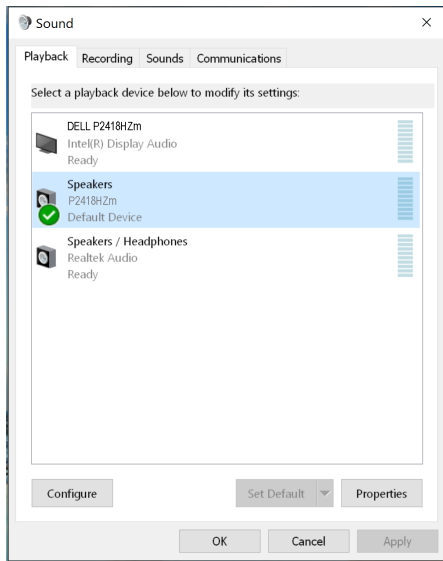 Sound
Playback Recording Sounds Communications
Select a playback device below to modify its settings:
DELL P2418HZm
Intel(R) Display Audio
Ready
Speakers
P2418HZm
Default Device
Speakers / Headphones
Realtek Audio
Ready
Configure Set Default Properties
OK Cancel Apply